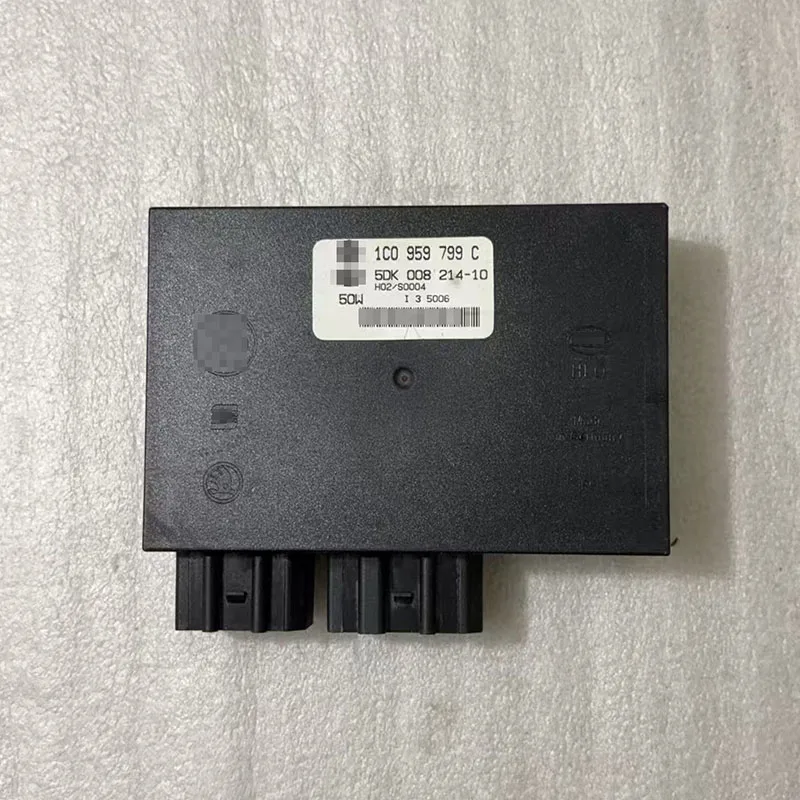 1C0 959 799 C
5DK 008 214-10
H02/S0004
50W I 3 5006